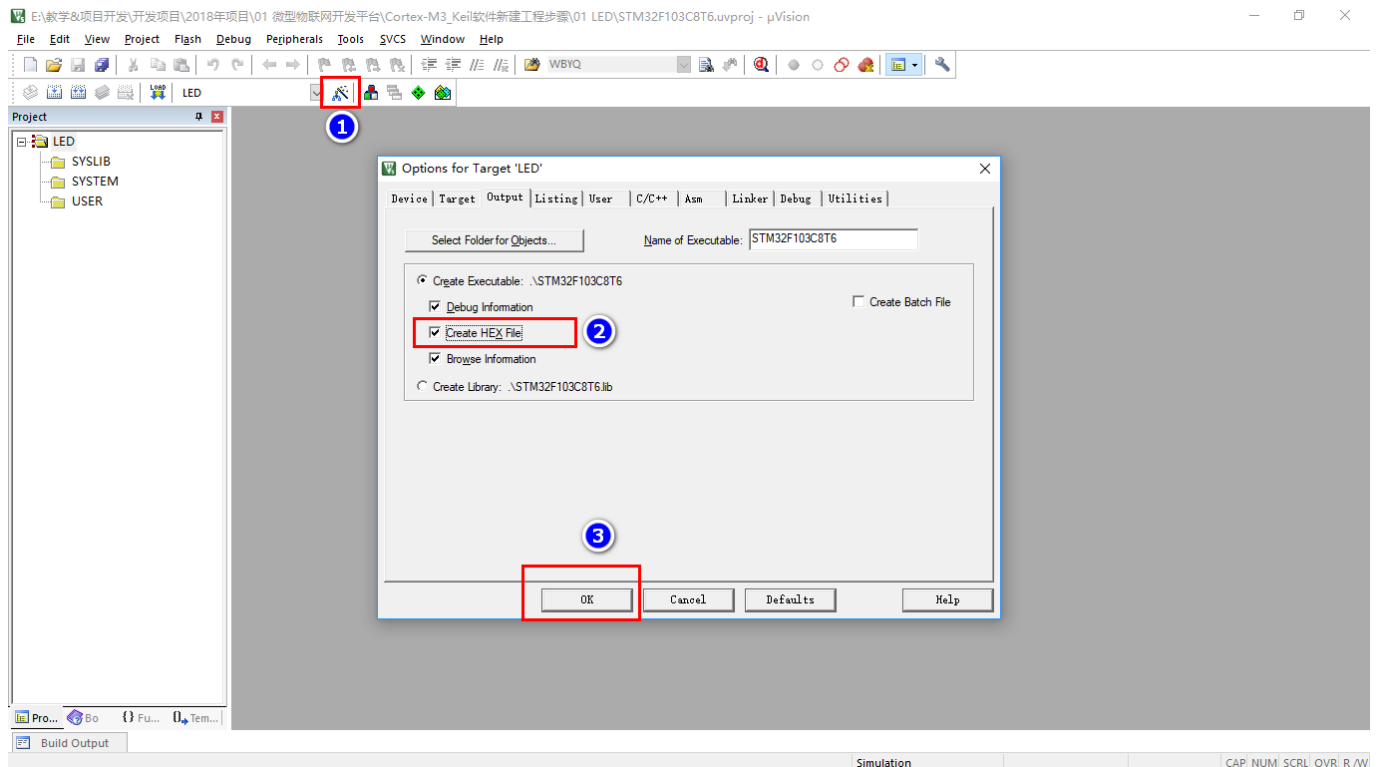 E:\教学&项目开发\开发项目\2018年项目\01 微型物联网开发平台\Cortex-M3_Keil软件新建工程步骤\01 LED\STM32F103C8T6.uvproj - µVision
File Edit View Project Flash Debug Peripherals Tools SVCS Window Help
WBYQ
LOAD LED
Project
1
LED
SYSLIB
SYSTEM
USER
Options for Target 'LED'
Device Target Output Listing User C/C++ Asm Linker Debug Utilities
Select Folder for Objects... Name of Executable: STM32F103C8T6
Create Executable: .\STM32F103C8T6
Debug Information Create Batch File
Create HEX File 2
Browse Information
Create Library: .\STM32F103C8T6.lib
3
OK Cancel Defaults Help
Pro... Bo {} Fu... Tem...
Build Output
Simulation CAP NUM SCRL OVR R/W